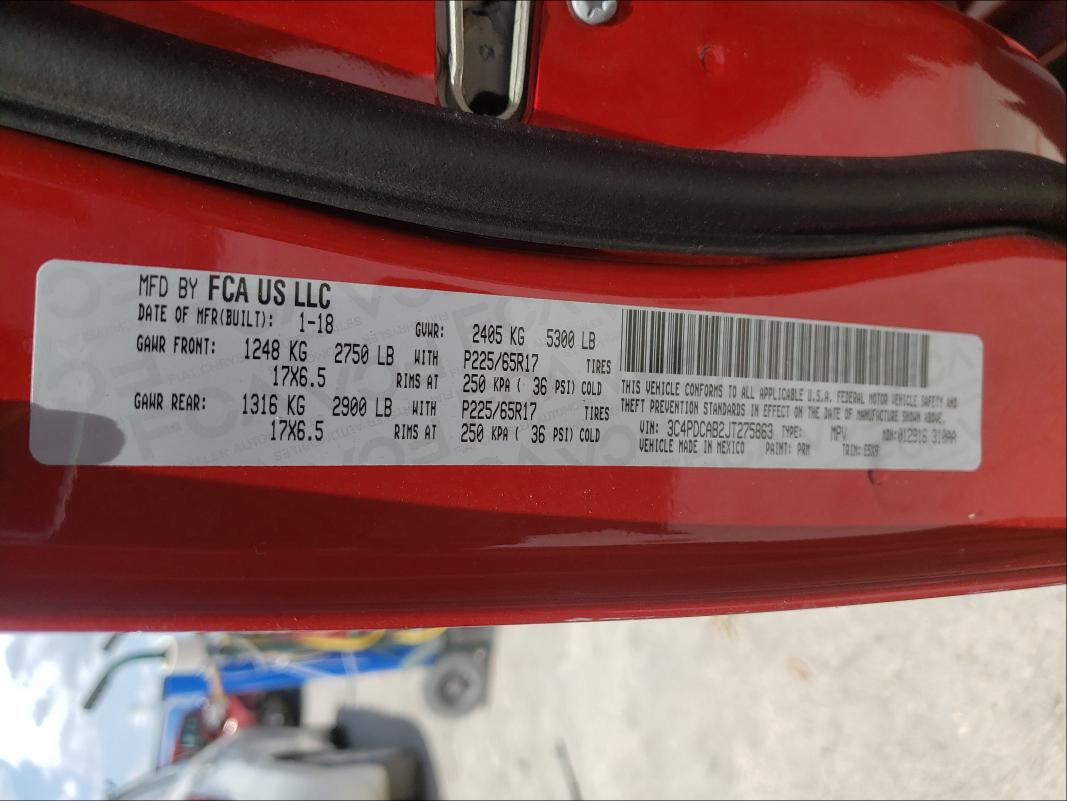 MFD BY FCA US LLC
DATE OF MFR(BUILT): 1-18 GVWR: 2405 KG 5300 LB
GAWR FRONT: 1248 KG 2750 LB WITH P225/65R17 TIRES
17X6.5 RIMS AT 250 KPA ( 36 PSI) COLD
GAWR REAR: 1316 KG 2900 LB WITH P225/65R17 TIRES
17X6.5 RIMS AT 250 KPA ( 36 PSI) COLD
THIS VEHICLE CONFORMS TO ALL APPLICABLE U.S.A. FEDERAL MOTOR VEHICLE SAFETY AND
THEFT PREVENTION STANDARDS IN EFFECT ON THE DATE OF MANUFACTURE SHOWN ABOVE.
VIN: 3C4PDCAB2JT275863 TYPE: MPV MDH:012916 310AA
VEHICLE MADE IN MEXICO PAINT: PRM TRIM: E5X9